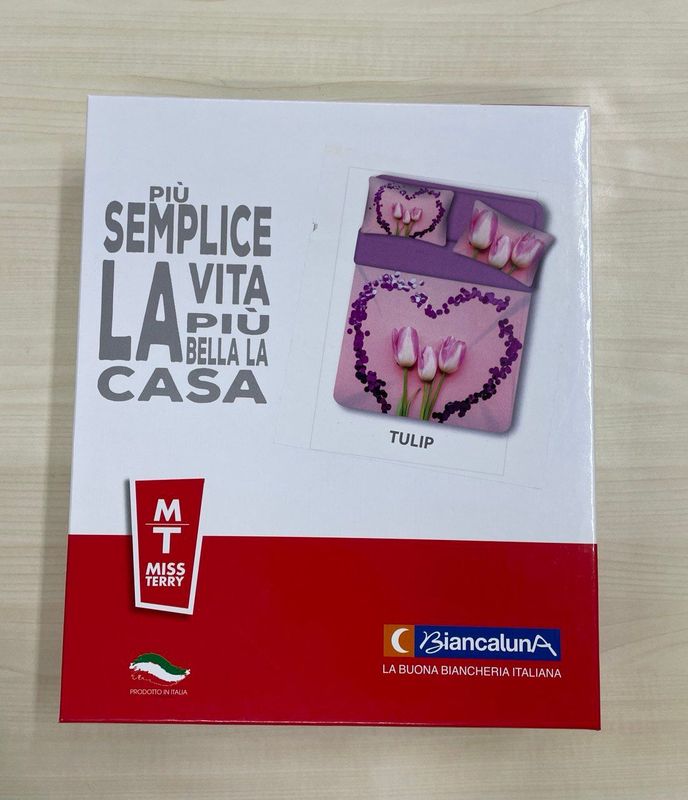 PIÙ
SEMPLICE
LA VITA
PIÙ
BELLA LA
CASA
TULIP
M
T
MISS
TERRY
PRODOTTO IN ITALIA
BiancalunA
LA BUONA BIANCHERIA ITALIANA